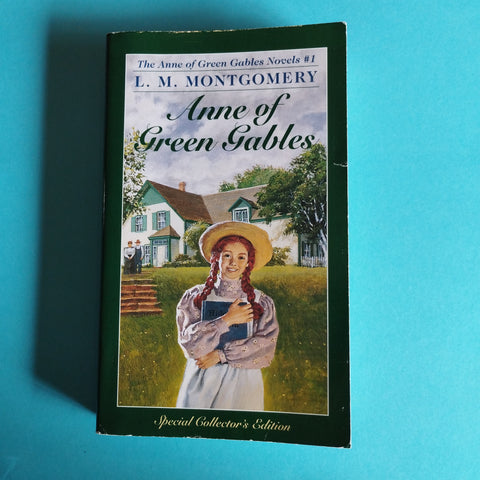 The Anne of Green Gables Novels #1
L. M. MONTGOMERY
Anne of
Green Gables
Special Collector's Edition